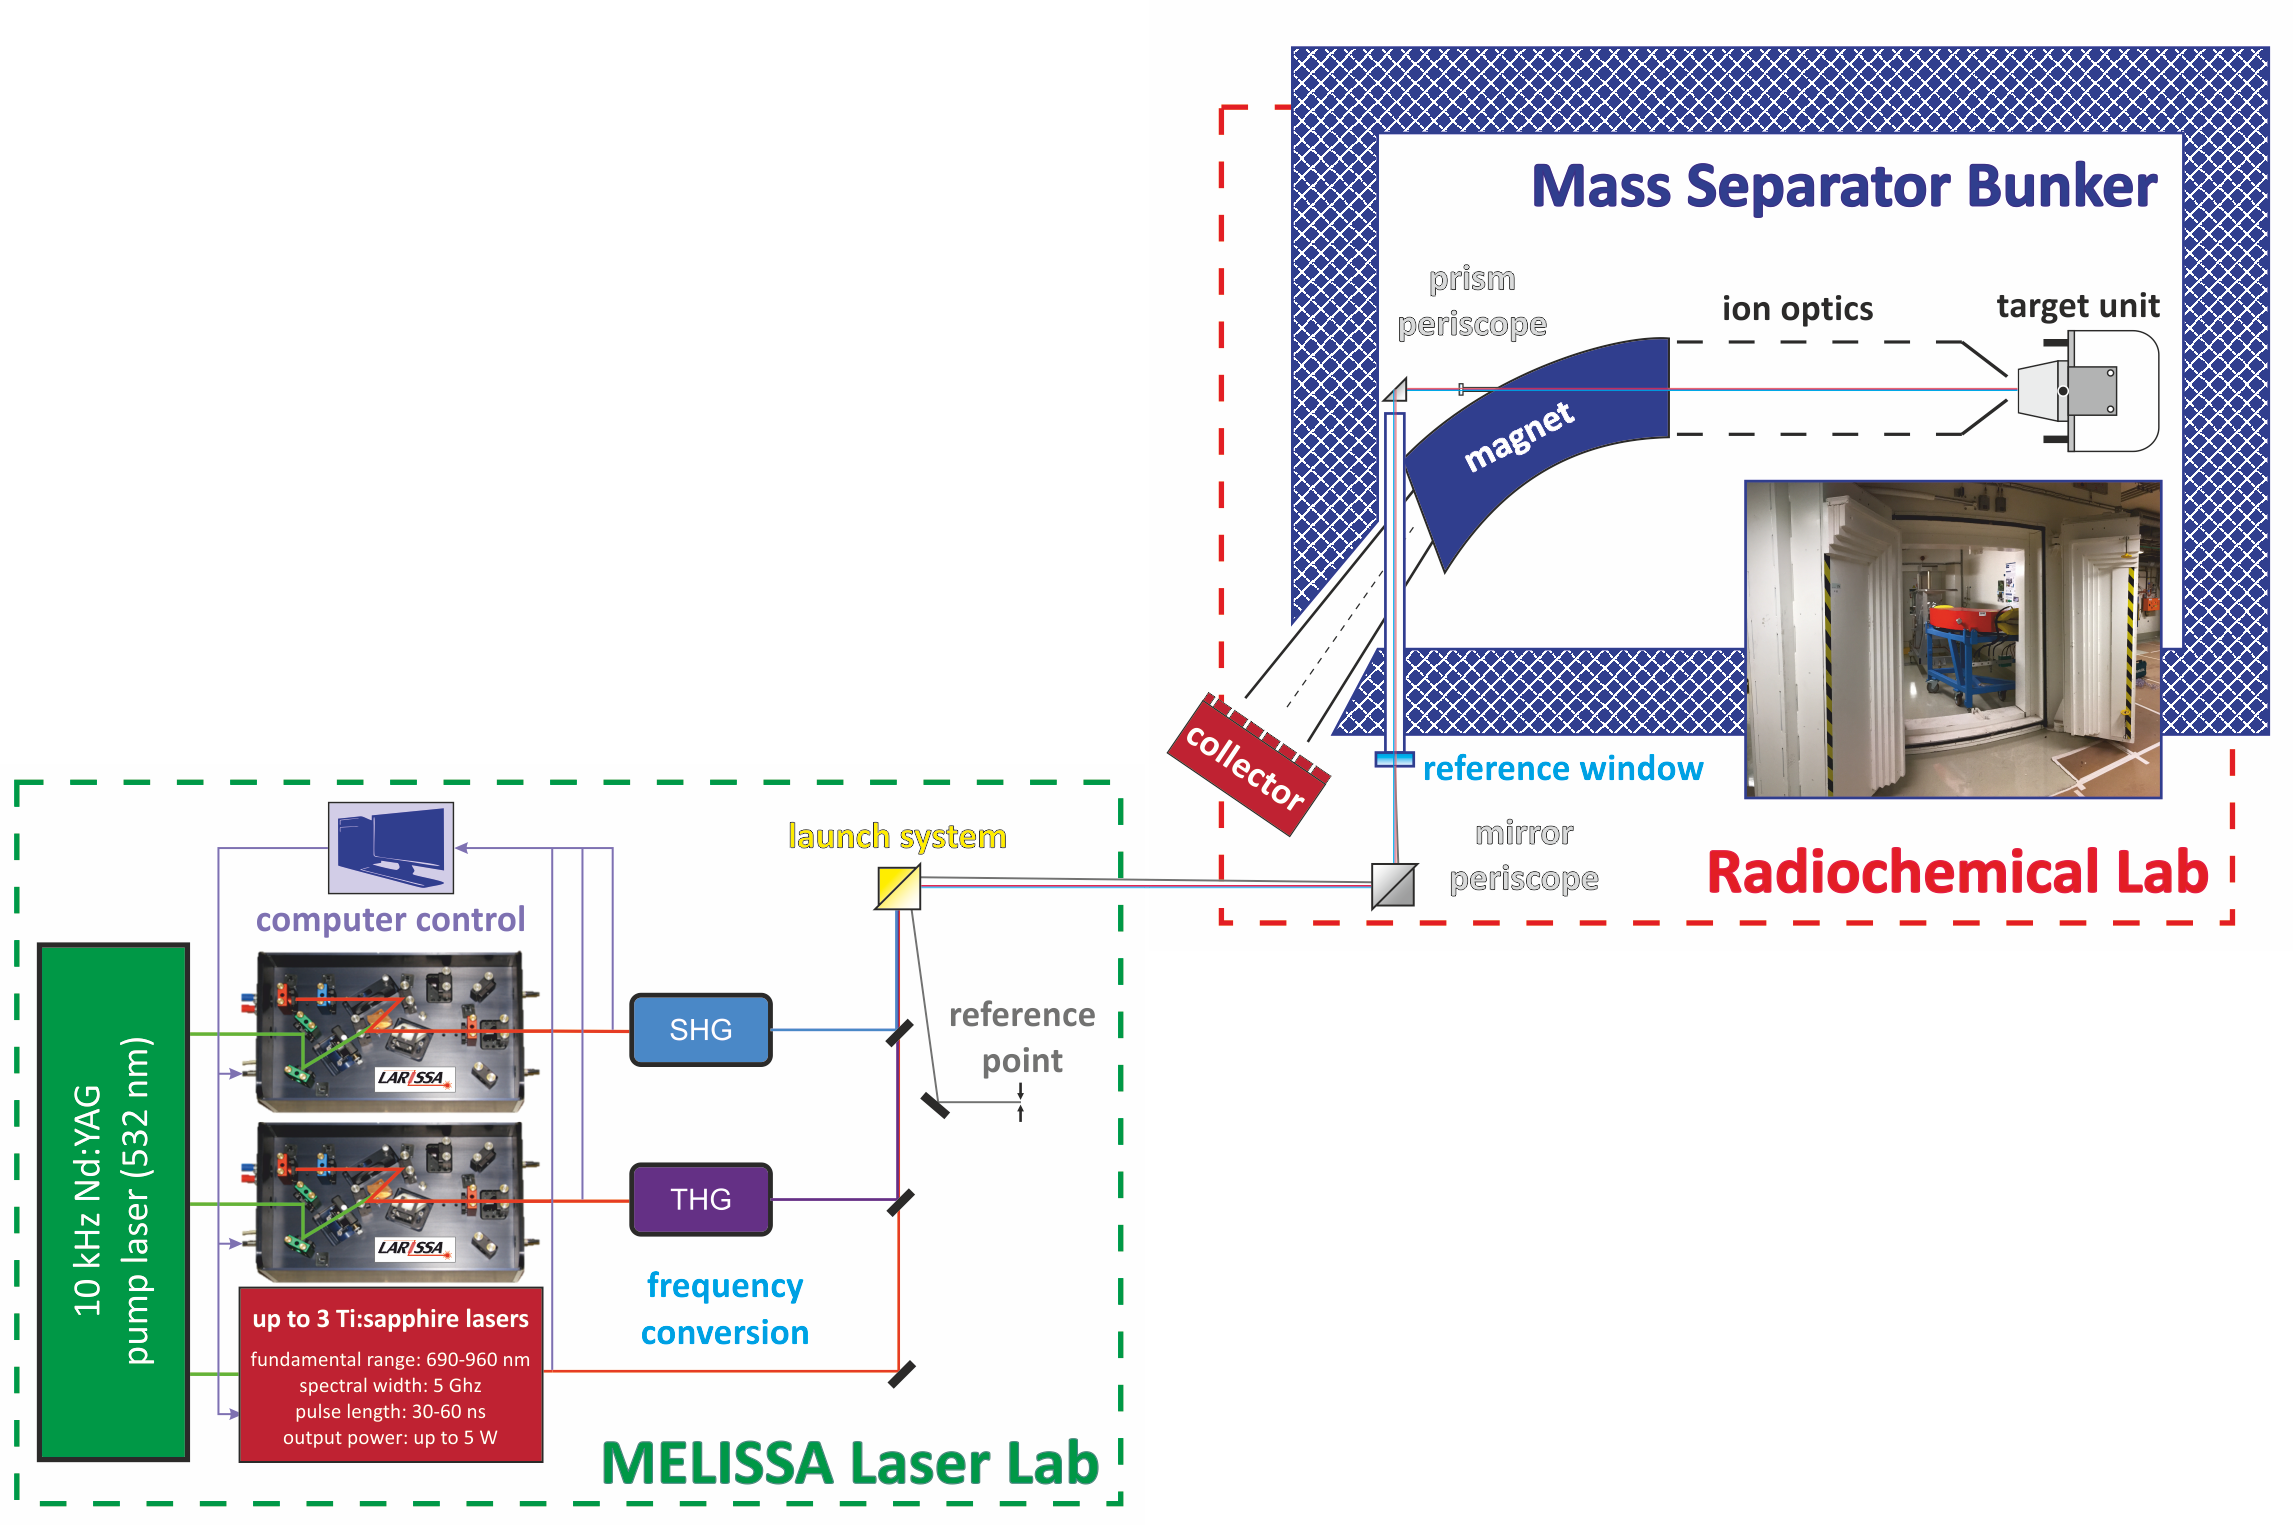 Mass Separator Bunker
prism
periscope
ion optics
target unit
magnet
collector
reference window
mirror
periscope
Radiochemical Lab
launch system
computer control
reference
point
10 kHz Nd:YAG
pump laser (532 nm)
LARISSA
SHG
LARISSA
THG
frequency
conversion
up to 3 Ti:sapphire lasers
fundamental range: 690-960 nm
spectral width: 5 Ghz
pulse length: 30-60 ns
output power: up to 5 W
MELISSA Laser Lab